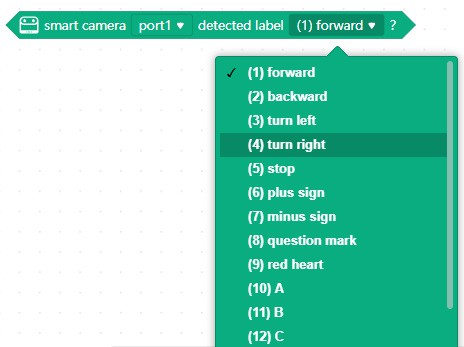 smart camera port1 detected label (1) forward ?
(1) forward
(2) backward
(3) turn left
(4) turn right
(5) stop
(6) plus sign
(7) minus sign
(8) question mark
(9) red heart
(10) A
(11) B
(12) C